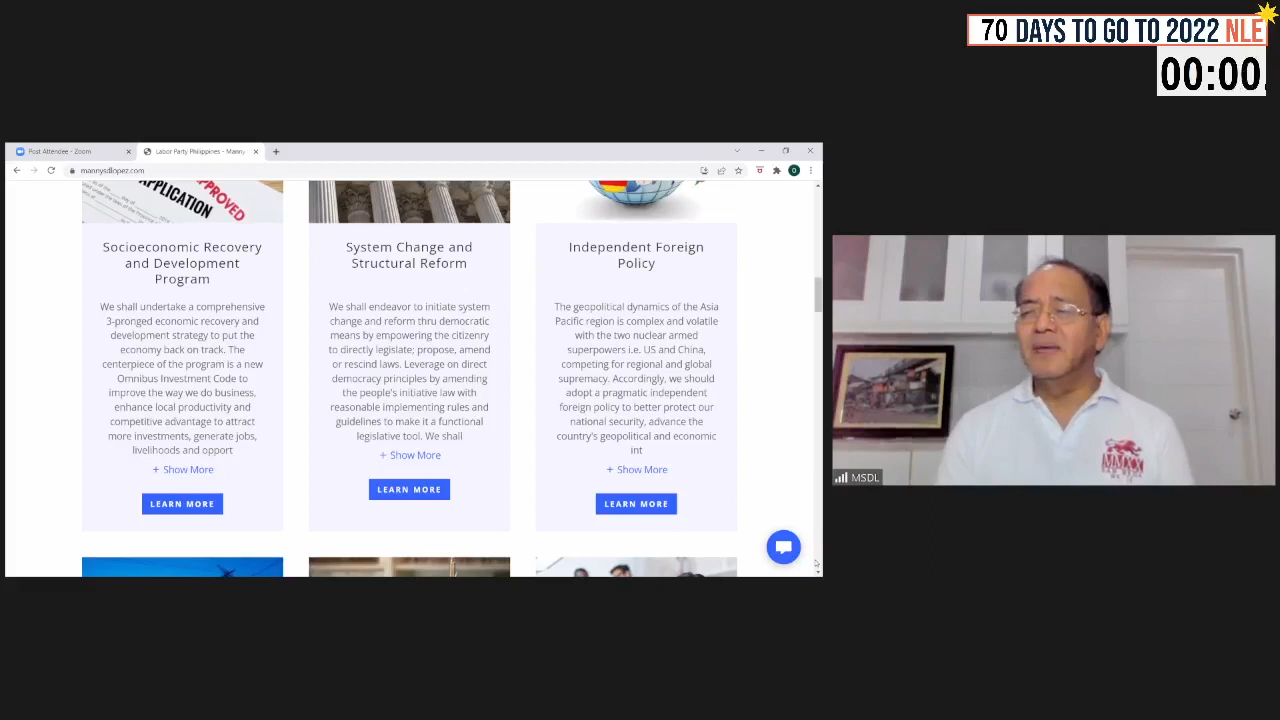 70 DAYS TO GO TO 2022 NLE
00:00
Post Attendee - Zoom
Labor Party Philippines - Manny
mannysdlopez.com
APPLICATION
APPROVED
Socioeconomic Recovery
and Development
Program
We shall undertake a comprehensive
3-pronged economic recovery and
development strategy to put the
economy back on track. The
centerpiece of the program is a new
Omnibus Investment Code to
improve the way we do business,
enhance local productivity and
competitive advantage to attract
more investments, generate jobs,
livelihoods and opport
+ Show More
LEARN MORE
System Change and
Structural Reform
We shall endeavor to initiate system
change and reform thru democratic
means by empowering the citizenry
to directly legislate; propose, amend
or rescind laws. Leverage on direct
democracy principles by amending
the people's initiative law with
reasonable implementing rules and
guidelines to make it a functional
legislative tool. We shall
+ Show More
LEARN MORE
Independent Foreign
Policy
The geopolitical dynamics of the Asia
Pacific region is complex and volatile
with the two nuclear armed
superpowers i.e. US and China,
competing for regional and global
supremacy. Accordingly, we should
adopt a pragmatic independent
foreign policy to better protect our
national security, advance the
country's geopolitical and economic
int
+ Show More
LEARN MORE
MMXX
MSDL